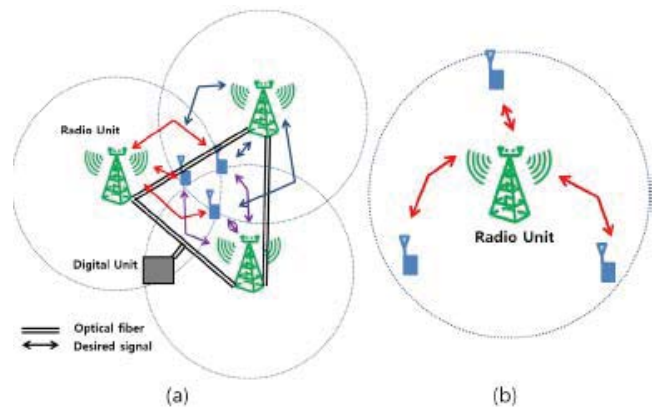 Radio Unit
Digital Unit
Optical fiber
Desired signal
(a)
Radio Unit
(b)